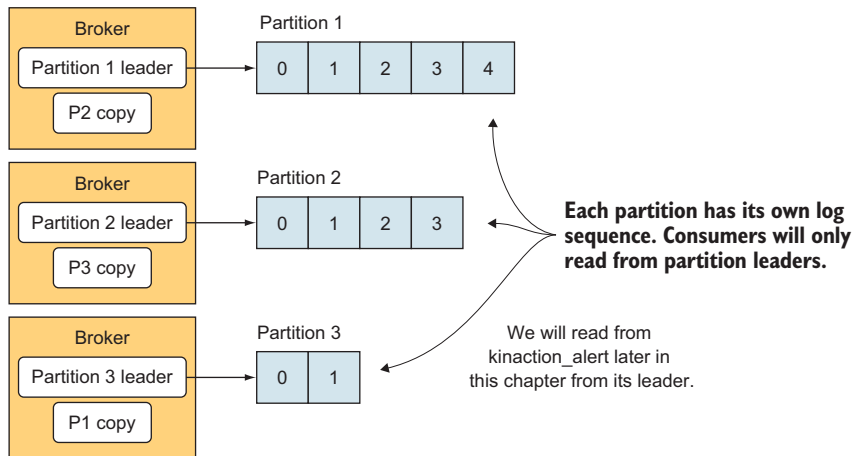 Broker
Partition 1 leader
P2 copy
Partition 1
0 1 2 3 4
Broker
Partition 2 leader
P3 copy
Partition 2
0 1 2 3
Each partition has its own log
sequence. Consumers will only
read from partition leaders.
Broker
Partition 3 leader
P1 copy
Partition 3
0 1
We will read from
kinaction_alert later in
this chapter from its leader.